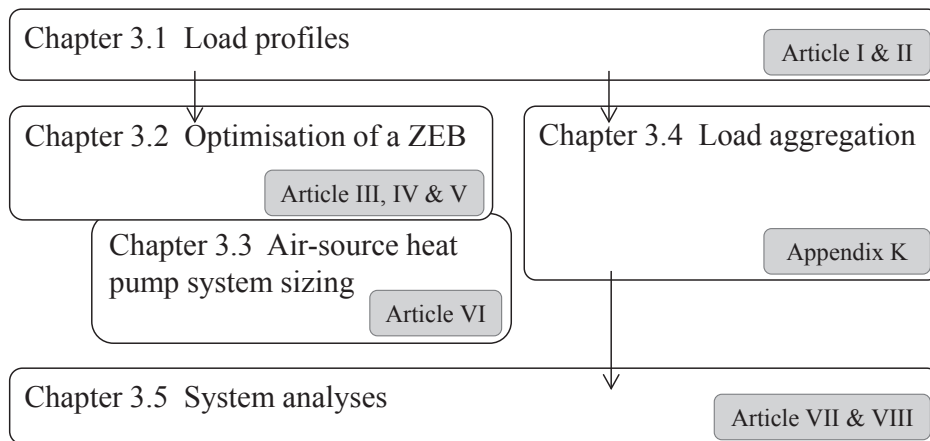 Chapter 3.1 Load profiles
Article I & II
Chapter 3.2 Optimisation of a ZEB
Article III, IV & V
Chapter 3.3 Air-source heat
pump system sizing
Article VI
Chapter 3.4 Load aggregation
Appendix K
Chapter 3.5 System analyses
Article VII & VIII